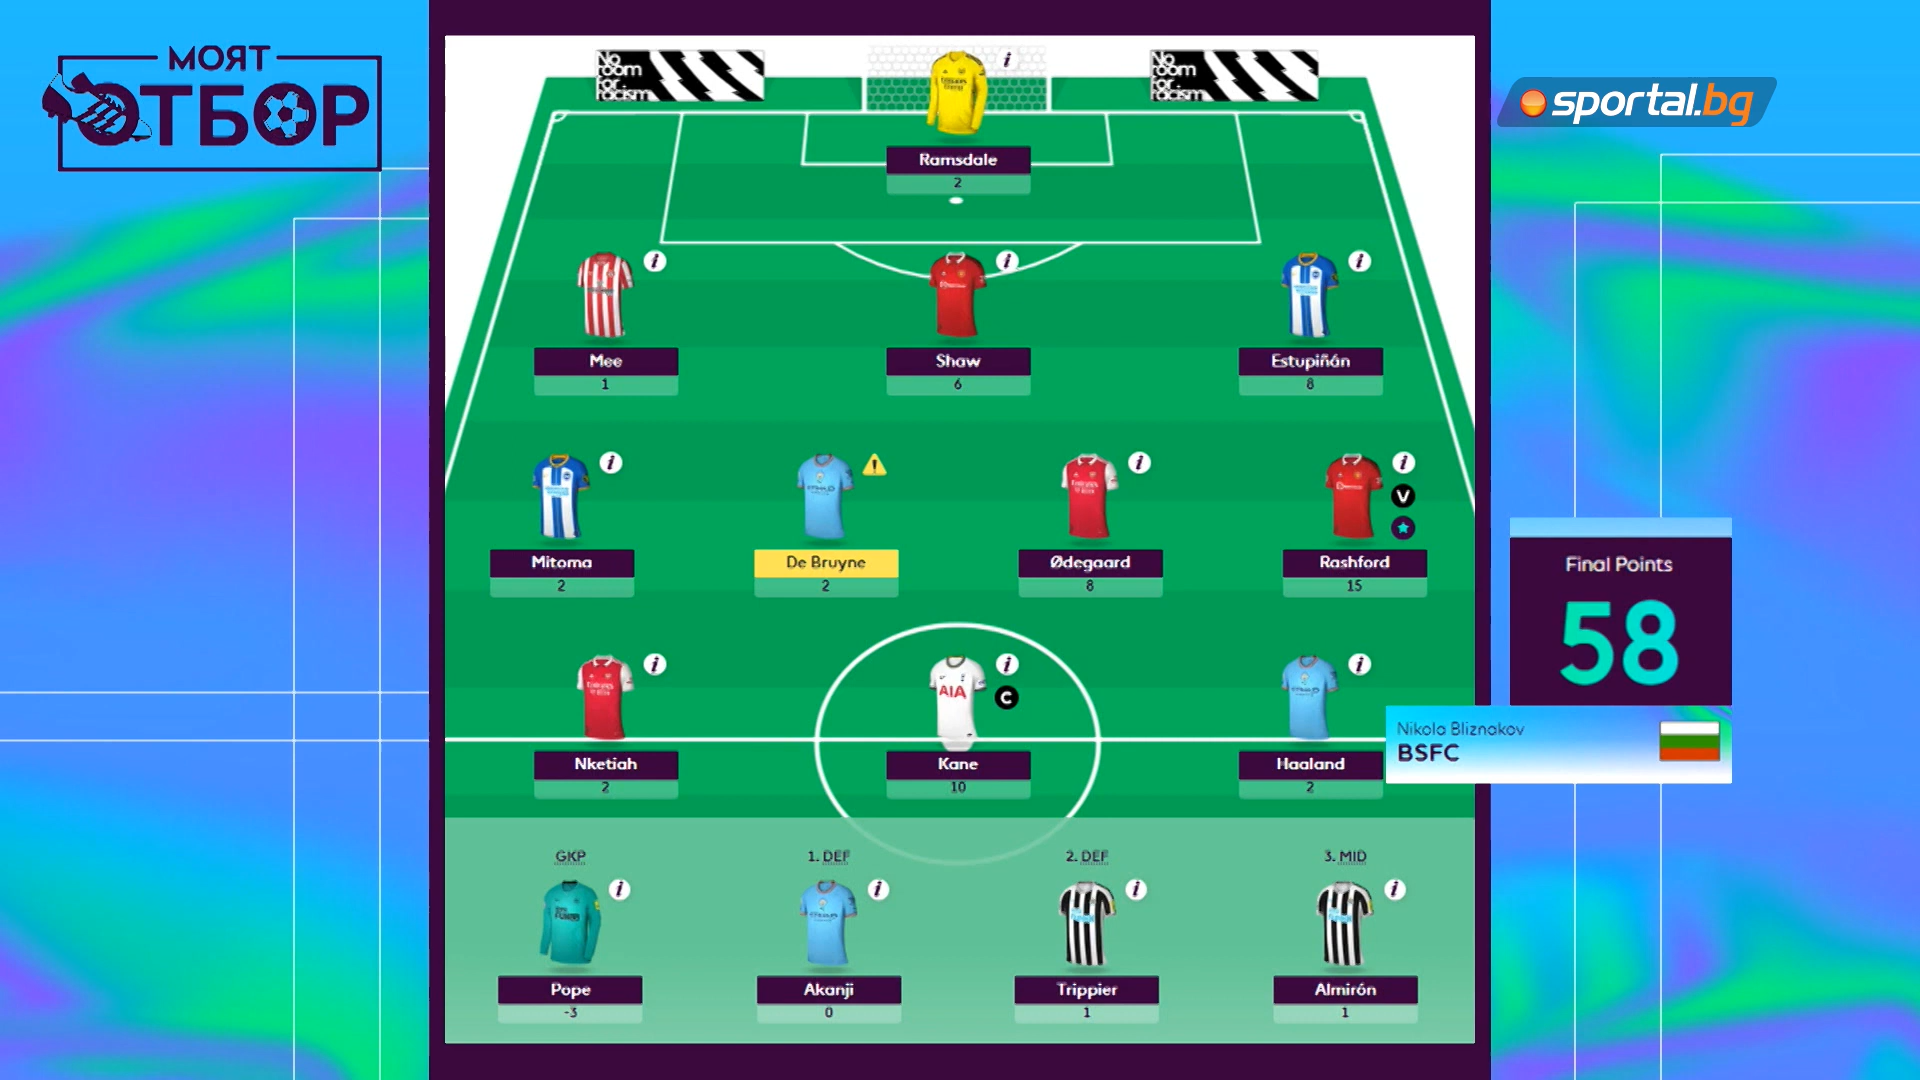 МОЯТ
ОТБОР
No
room
For
racism
No
room
For
racism
sportal.bg
Ramsdale
2
Mee
1
Shaw
6
Estupiñán
8
Mitoma
2
De Bruyne
2
Ødegaard
8
V
Rashford
15
Nketiah
2
AIA
C
Kane
10
Haaland
2
Final Points
58
Nikola Bliznakov
BSFC
GKP
1. DEF
2. DEF
3. MID
Pope
-3
Akanji
0
Trippier
1
Almirón
1